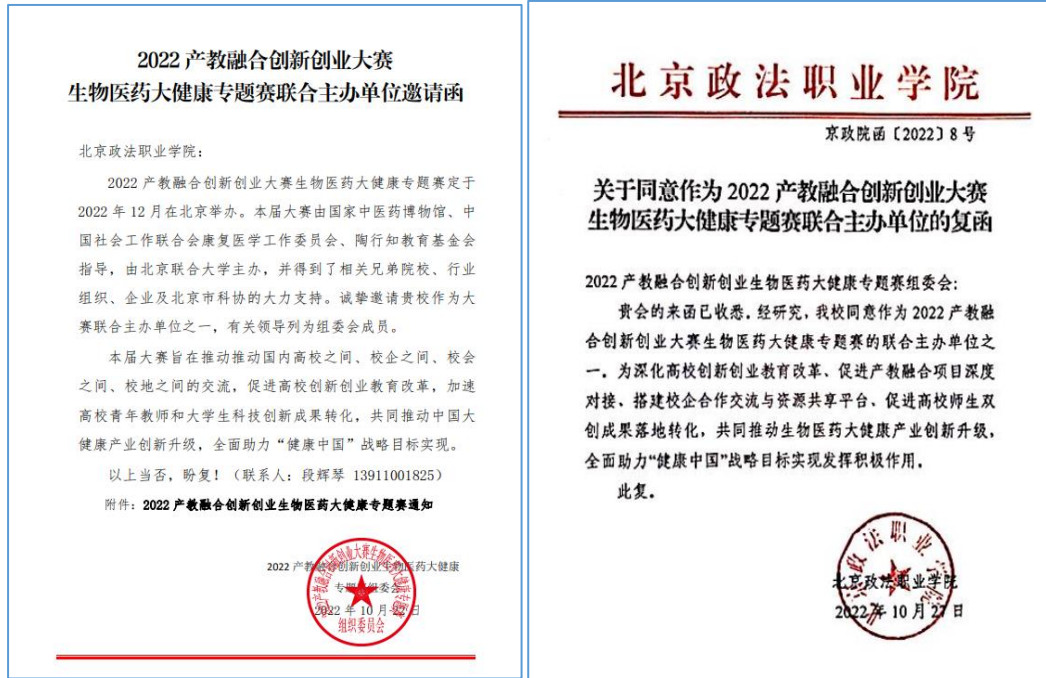 2022 产教融合创新创业大赛
生物医药大健康专题赛联合主办单位邀请函
北京政法职业学院：
2022 产教融合创新创业大赛生物医药大健康专题赛定于
2022 年 12 月在北京举办。本届大赛由国家中医药博物馆、中
国社会工作联合会康复医学工作委员会、陶行知教育基金会
指导，由北京联合大学主办，并得到了相关兄弟院校、行业
组织、企业及北京市科协的大力支持。诚挚邀请贵校作为大
赛联合主办单位之一，有关领导列为组委会成员。
本届大赛旨在推动推动国内高校之间、校企之间、校会
之间、校地之间的交流，促进高校创新创业教育改革，加速
高校青年教师和大学生科技创新成果转化，共同推动中国大
健康产业创新升级，全面助力“健康中国”战略目标实现。
以上当否，盼复！（联系人：段辉琴 13911001825）
附件：2022 产教融合创新创业生物医药大健康专题赛通知
2022 产教融合创新创业生物医药大健康
专题赛组委会
2022 年 10 月 22 日
组织委员会
北京政法职业学院
京政院函〔2022〕8 号
关于同意作为 2022 产教融合创新创业大赛
生物医药大健康专题赛联合主办单位的复函
2022 产教融合创新创业生物医药大健康专题赛组委会：
贵会的来函已收悉，经研究，我校同意作为 2022 产教融
合创新创业大赛生物医药大健康专题赛的联合主办单位之
一。为深化高校创新创业教育改革、促进产教融合项目深度
对接、搭建校企合作交流与资源共享平台、促进高校师生双
创成果落地转化，共同推动生物医药大健康产业创新升级，
全面助力“健康中国”战略目标实现发挥积极作用。
此复。
北京政法职业学院
北京政法职业学院
2022 年 10 月 27 日